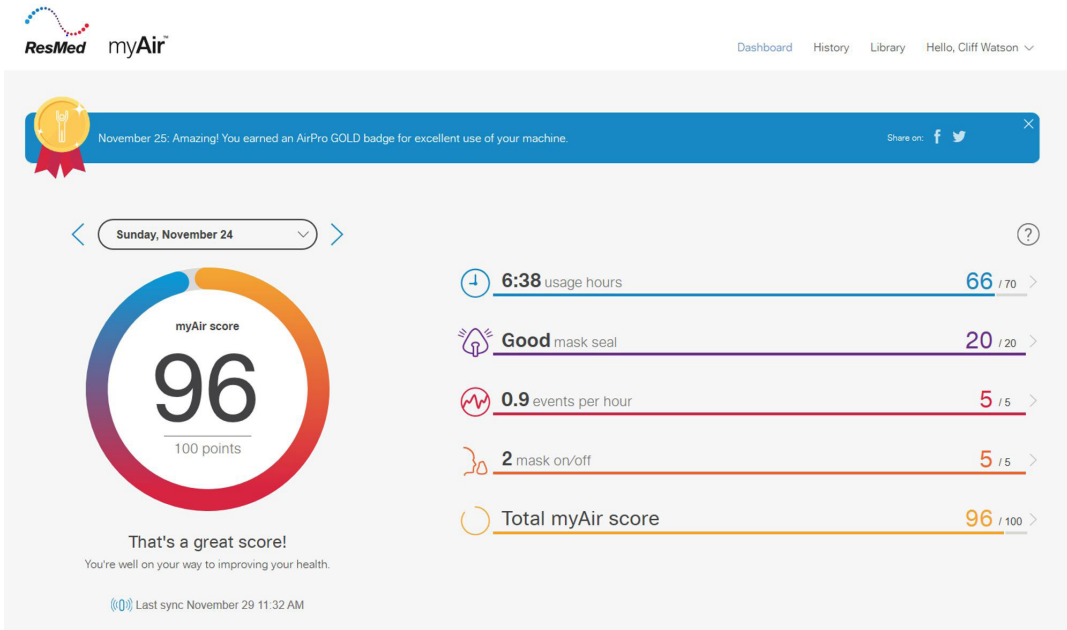 ResMed myAir™
Dashboard History Library Hello, Cliff Watson
November 25: Amazing! You earned an AirPro GOLD badge for excellent use of your machine.
Share on:
Sunday, November 24
?
myAir score
96
100 points
That's a great score!
You're well on your way to improving your health.
Last sync November 29 11:32 AM
6:38 usage hours 66 / 70
Good mask seal 20 / 20
0.9 events per hour 5 / 5
2 mask on/off 5 / 5
Total myAir score 96 / 100